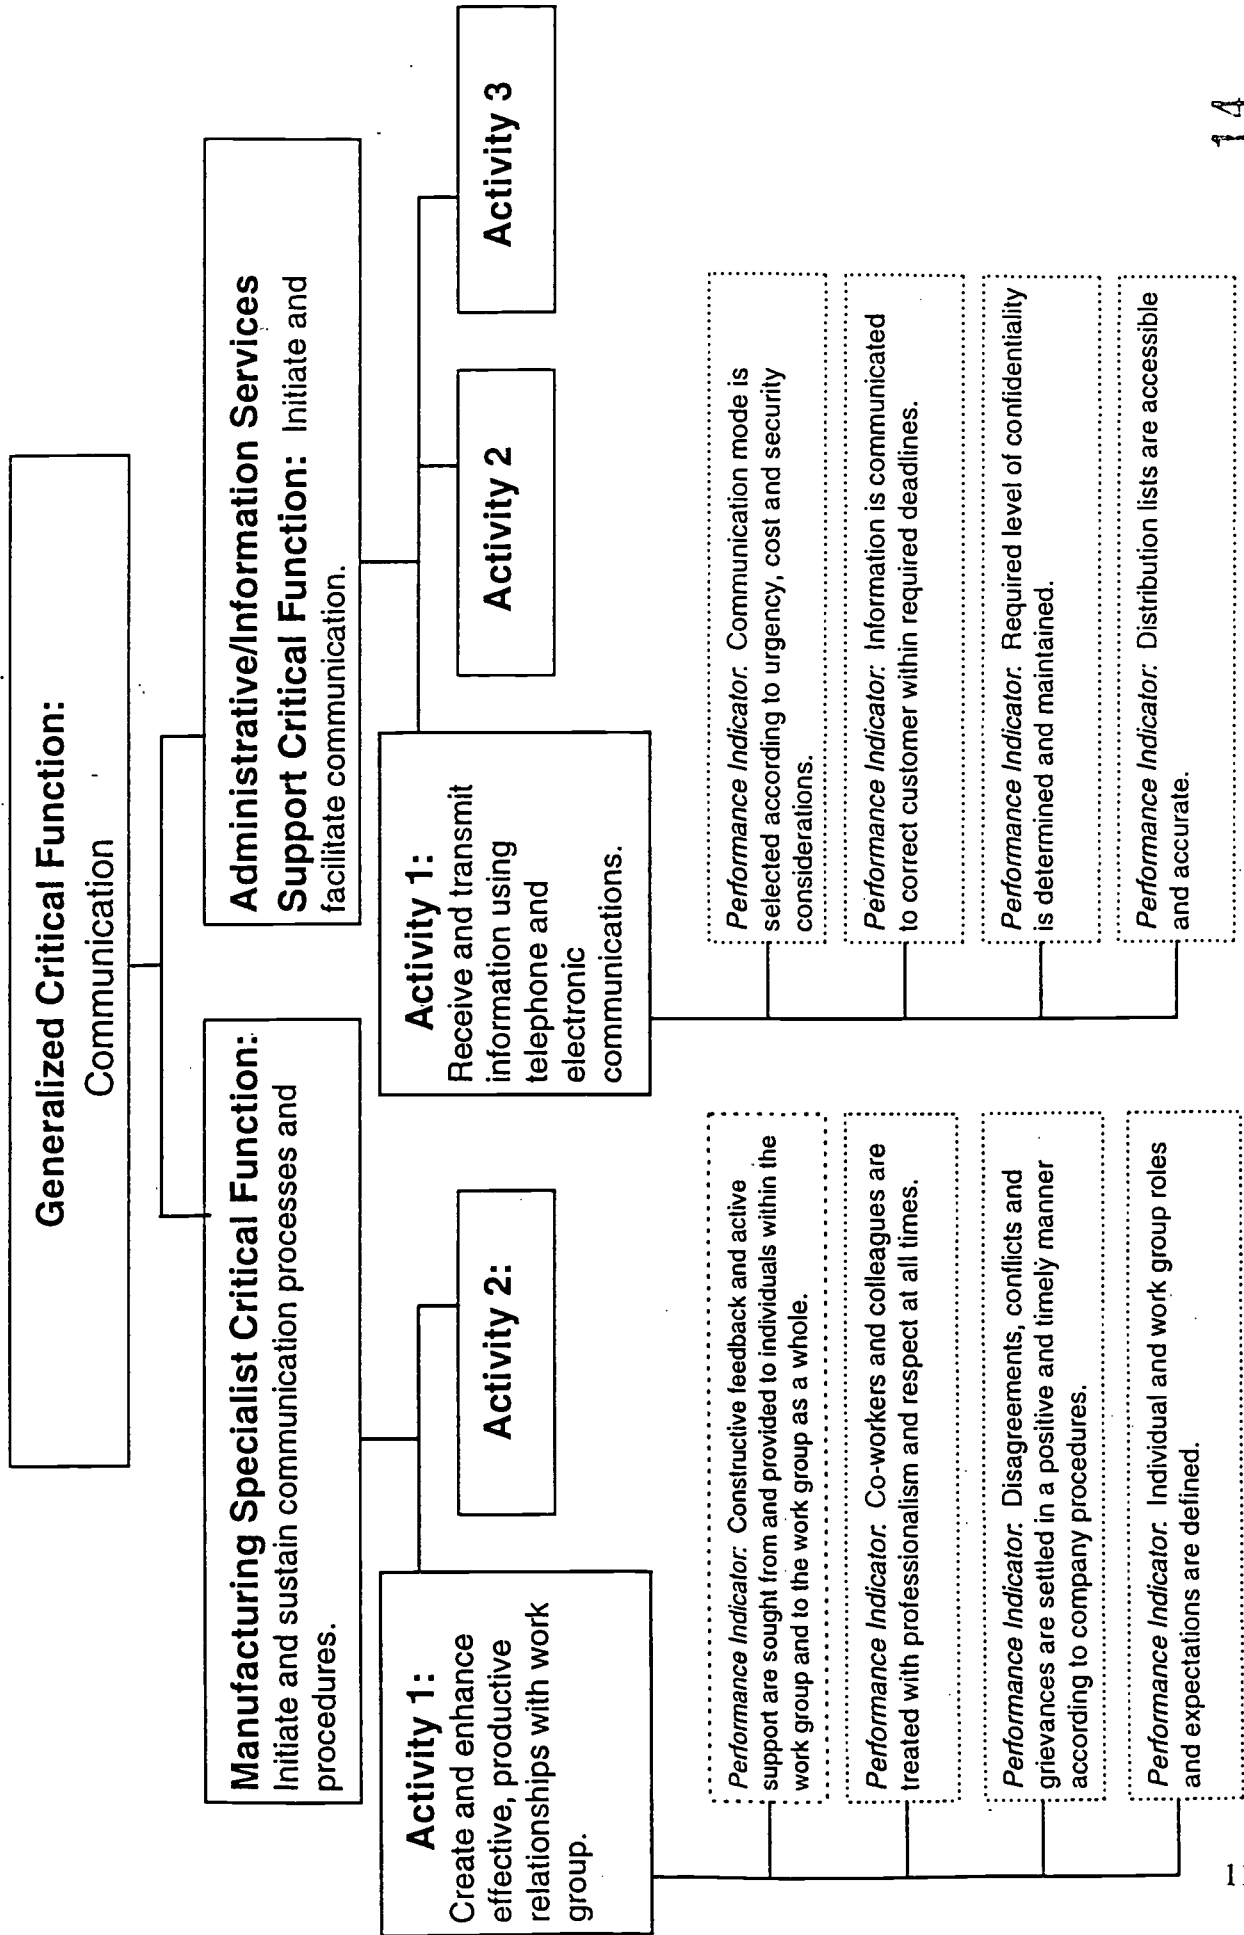 Generalized Critical Function:
Communication
Manufacturing Specialist Critical Function:
Initiate and sustain communication processes and
procedures.
Administrative/Information Services
Support Critical Function: Initiate and
facilitate communication.
Activity 1:
Create and enhance
effective, productive
relationships with work
group.
Activity 2:
Activity 1:
Receive and transmit
information using
telephone and
electronic
communications.
Activity 2
Activity 3
Performance Indicator: Constructive feedback and active
support are sought from and provided to individuals within the
work group and to the work group as a whole.
Performance Indicator: Co-workers and colleagues are
treated with professionalism and respect at all times.
Performance Indicator: Disagreements, conflicts and
grievances are settled in a positive and timely manner
according to company procedures.
Performance Indicator: Individual and work group roles
and expectations are defined.
Performance Indicator: Communication mode is
selected according to urgency, cost and security
considerations.
Performance Indicator: Information is communicated
to correct customer within required deadlines.
Performance Indicator: Required level of confidentiality
is determined and maintained.
Performance Indicator: Distribution lists are accessible
and accurate.
14